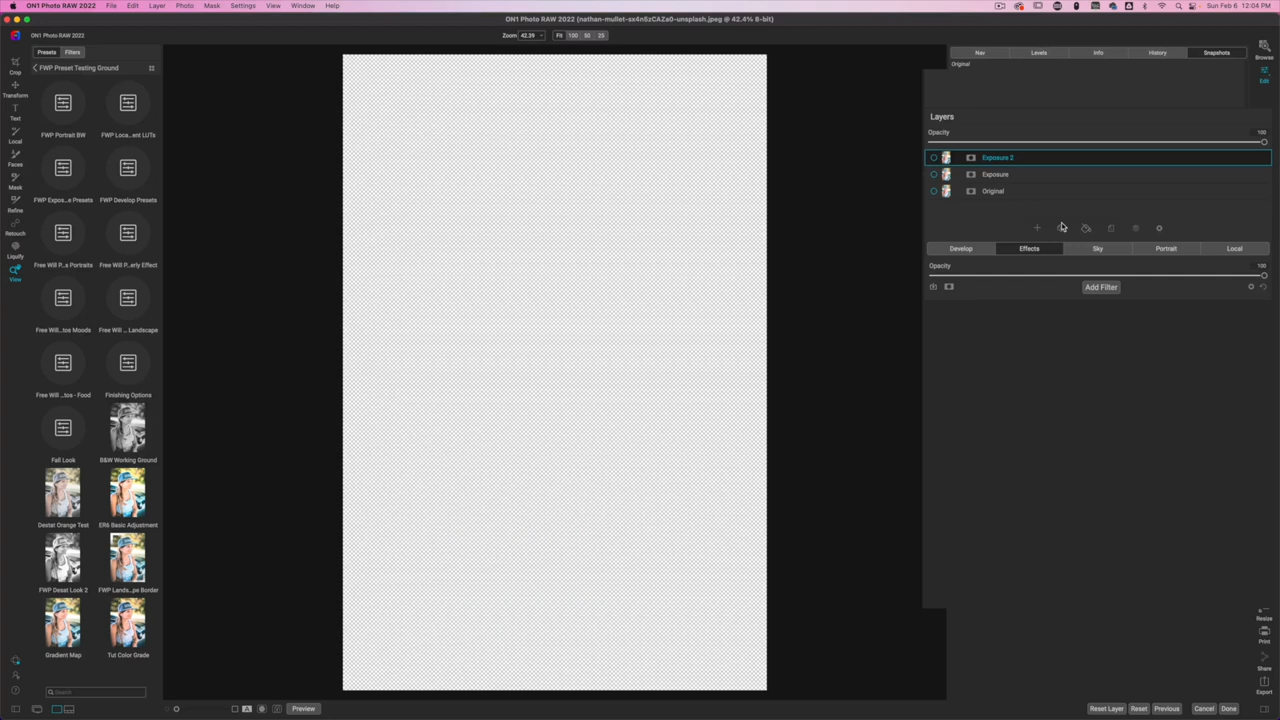 ON1 Photo RAW 2022 File Edit Layer Photo Mask Settings View Window Help Sun Feb 6 12:04 PM
ON1 Photo RAW 2022 (nathan-mullet-sx4n5zCAZa0-unsplash.jpeg @ 42.4% 8-bit)
ON1 Photo RAW 2022 Zoom 42.39 Fit 100 50 25
Presets Filters Nav Levels Info History Snapshots
Browse
FWP Preset Testing Ground Original
Crop
Edit
Transform
Text
Local
Faces
Mask
Refine
Retouch
Liquify
View
FWP Portrait BW FWP Loca...ent LUTs
FWP Expos...e Presets FWP Develop Presets
Free Will P...s Portraits Free Will P...erly Effect
Free Will...tos Moods Free Will ... Landscape
Free Will ...tos - Food Finishing Options
Fall Look B&W Working Ground
Destat Orange Test ER6 Basic Adjustment
FWP Desat Look 2 FWP Lands...pe Border
Gradient Map Tut Color Grade
Search
Layers
Opacity 100
Exposure 2
Exposure
Original
Develop Effects Sky Portrait Local
Opacity 100
Add Filter
Resize
Print
Share
Export
A Preview Reset Layer Reset Previous Cancel Done